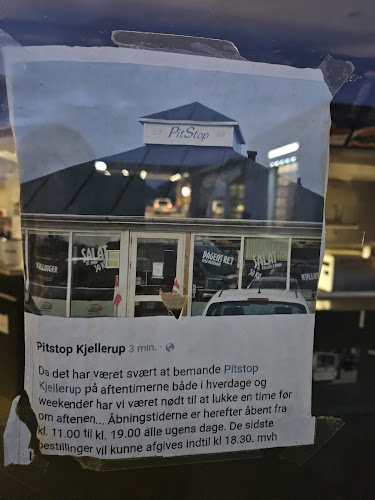 PitStop
KYLLINGER
SALAT
DAGENS RET
SALAT
KYLLING
Pitstop Kjellerup 3 min.
Da det har været svært at bemande Pitstop
Kjellerup på aftentimerne både i hverdage og
weekender har vi været nødt til at lukke en time før
om aftenen... Åbningstiderne er herefter åbent fra
kl. 11.00 til kl. 19.00 alle ugens dage. De sidste
bestillinger vil kunne afgives indtil kl 18.30. mvh